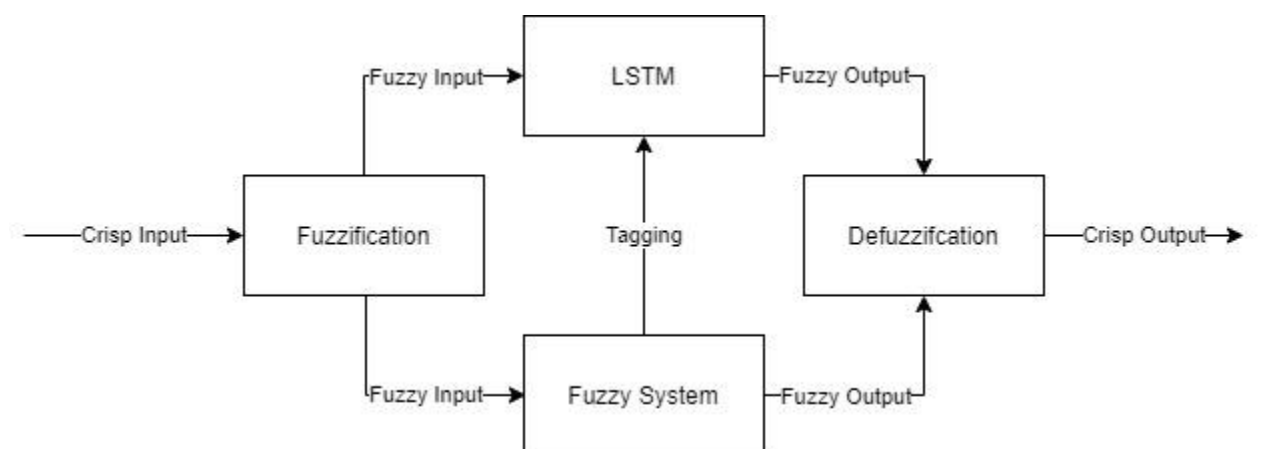 LSTM
Fuzzy Input
Fuzzy Output
Crisp Input
Fuzzification
Tagging
Defuzzifcation
Crisp Output
Fuzzy Input
Fuzzy System
Fuzzy Output